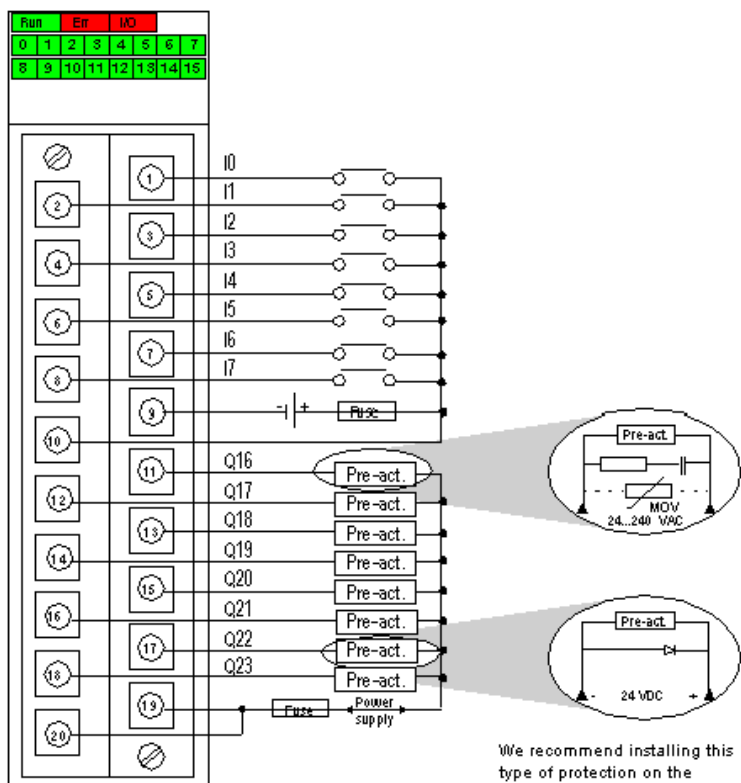 Run Err I/O
0 1 2 3 4 5 6 7
8 9 10 11 12 13 14 15
1 I0
2 I1
3 I2
4 I3
5 I4
6 I5
7 I6
8 I7
9 - + Fuse
10
11 Q16 Pre-act.
12 Q17 Pre-act.
13 Q18 Pre-act.
14 Q19 Pre-act.
15 Q20 Pre-act.
16 Q21 Pre-act.
17 Q22 Pre-act.
18 Q23 Pre-act.
19 Fuse Power
supply
20
Pre-act.
MOV
24...240 VAC
Pre-act.
- 24 VDC +
We recommend installing this
type of protection on the